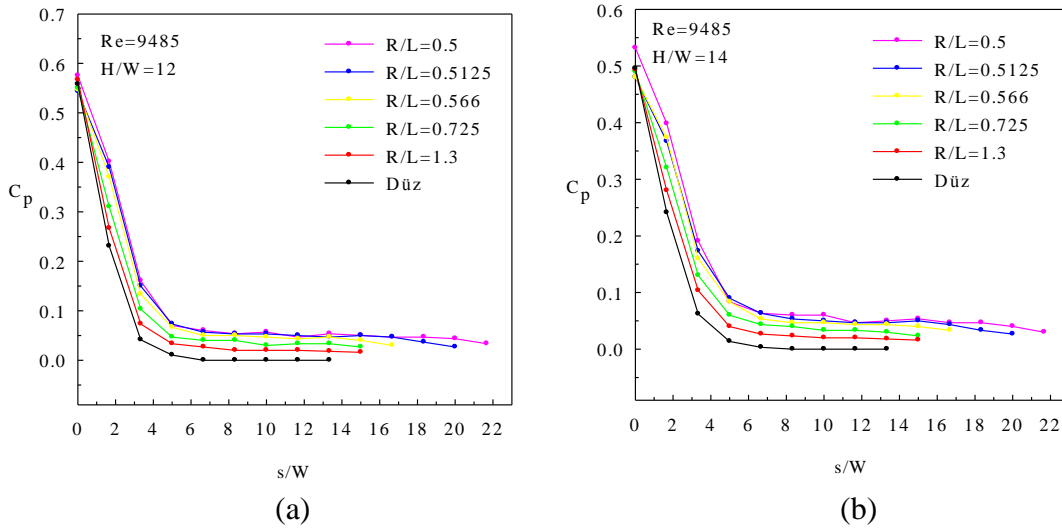 0.7
0.6
0.5
0.4
0.3
0.2
0.1
0.0
Cp
Re=9485
H/W=12
R/L=0.5
R/L=0.5125
R/L=0.566
R/L=0.725
R/L=1.3
Düz
0 2 4 6 8 10 12 14 16 18 20 22
s/W
(a)
0.6
0.5
0.4
0.3
0.2
0.1
0.0
Cp
Re=9485
H/W=14
R/L=0.5
R/L=0.5125
R/L=0.566
R/L=0.725
R/L=1.3
Düz
0 2 4 6 8 10 12 14 16 18 20 22
s/W
(b)